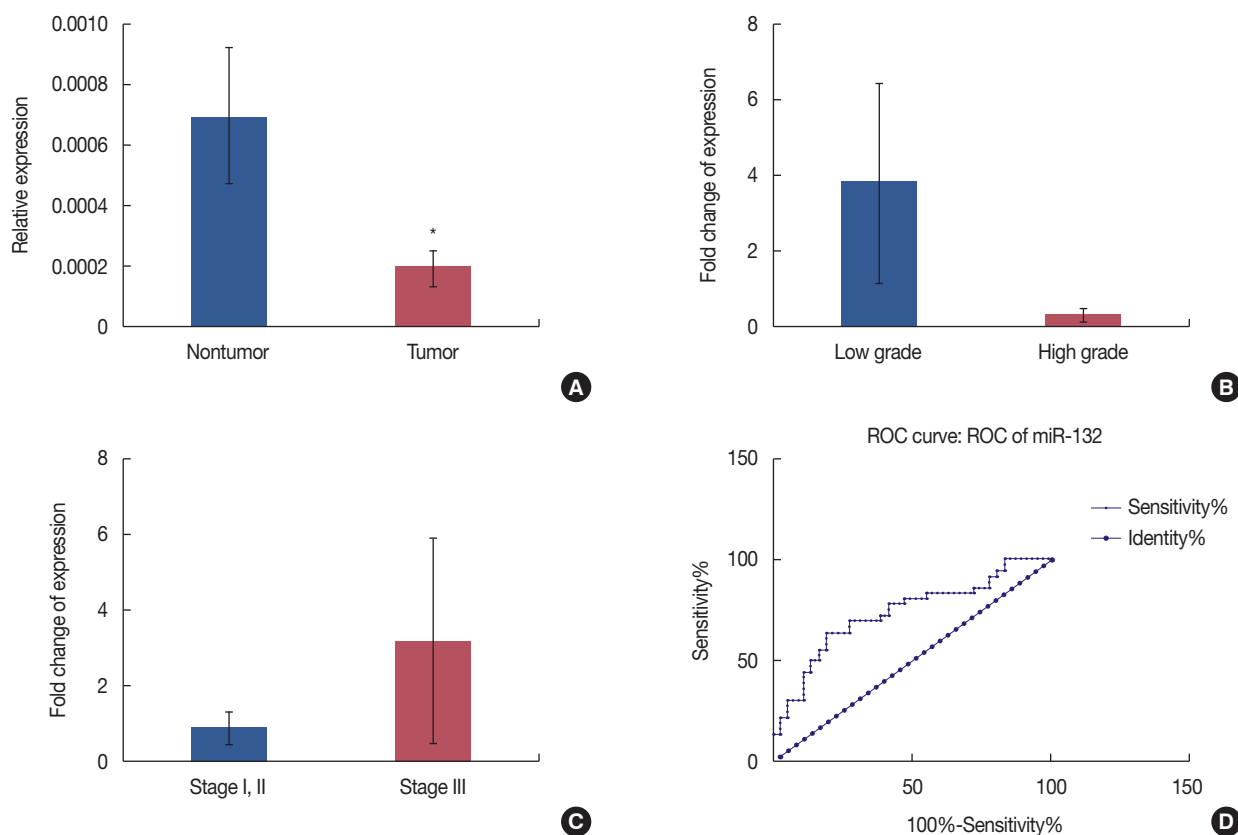 0.0010
0.0008
0.0006
0.0004
0.0002
0
Relative expression
*
Nontumor Tumor
A
8
6
4
2
0
Fold change of expression
Low grade High grade
B
8
6
4
2
0
Fold change of expression
Stage I, II Stage III
C
ROC curve: ROC of miR-132
150
100
50
0
Sensitivity%
Sensitivity%
Identity%
50 100 150
100%-Sensitivity%
D